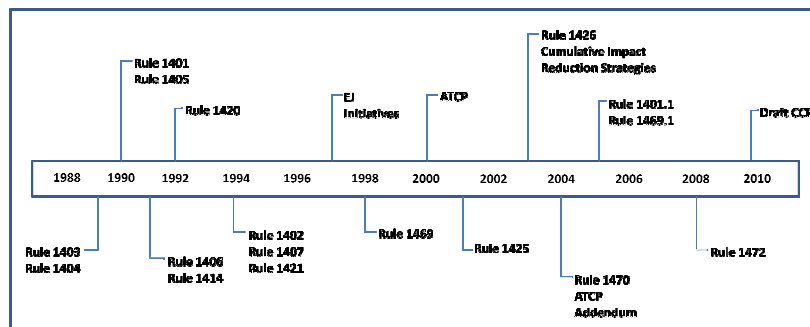 Rule 1426
Cumulative Impact
Reduction Strategies
Rule 1401
Rule 1405
EJ
Initiatives
ATCP
Rule 1401.1
Rule 1469.1
Rule 1420
Draft CCP
1988 1990 1992 1994 1996 1998 2000 2002 2004 2006 2008 2010
Rule 1403
Rule 1404
Rule 1406
Rule 1414
Rule 1402
Rule 1407
Rule 1421
Rule 1469
Rule 1425
Rule 1472
Rule 1470
ATCP
Addendum